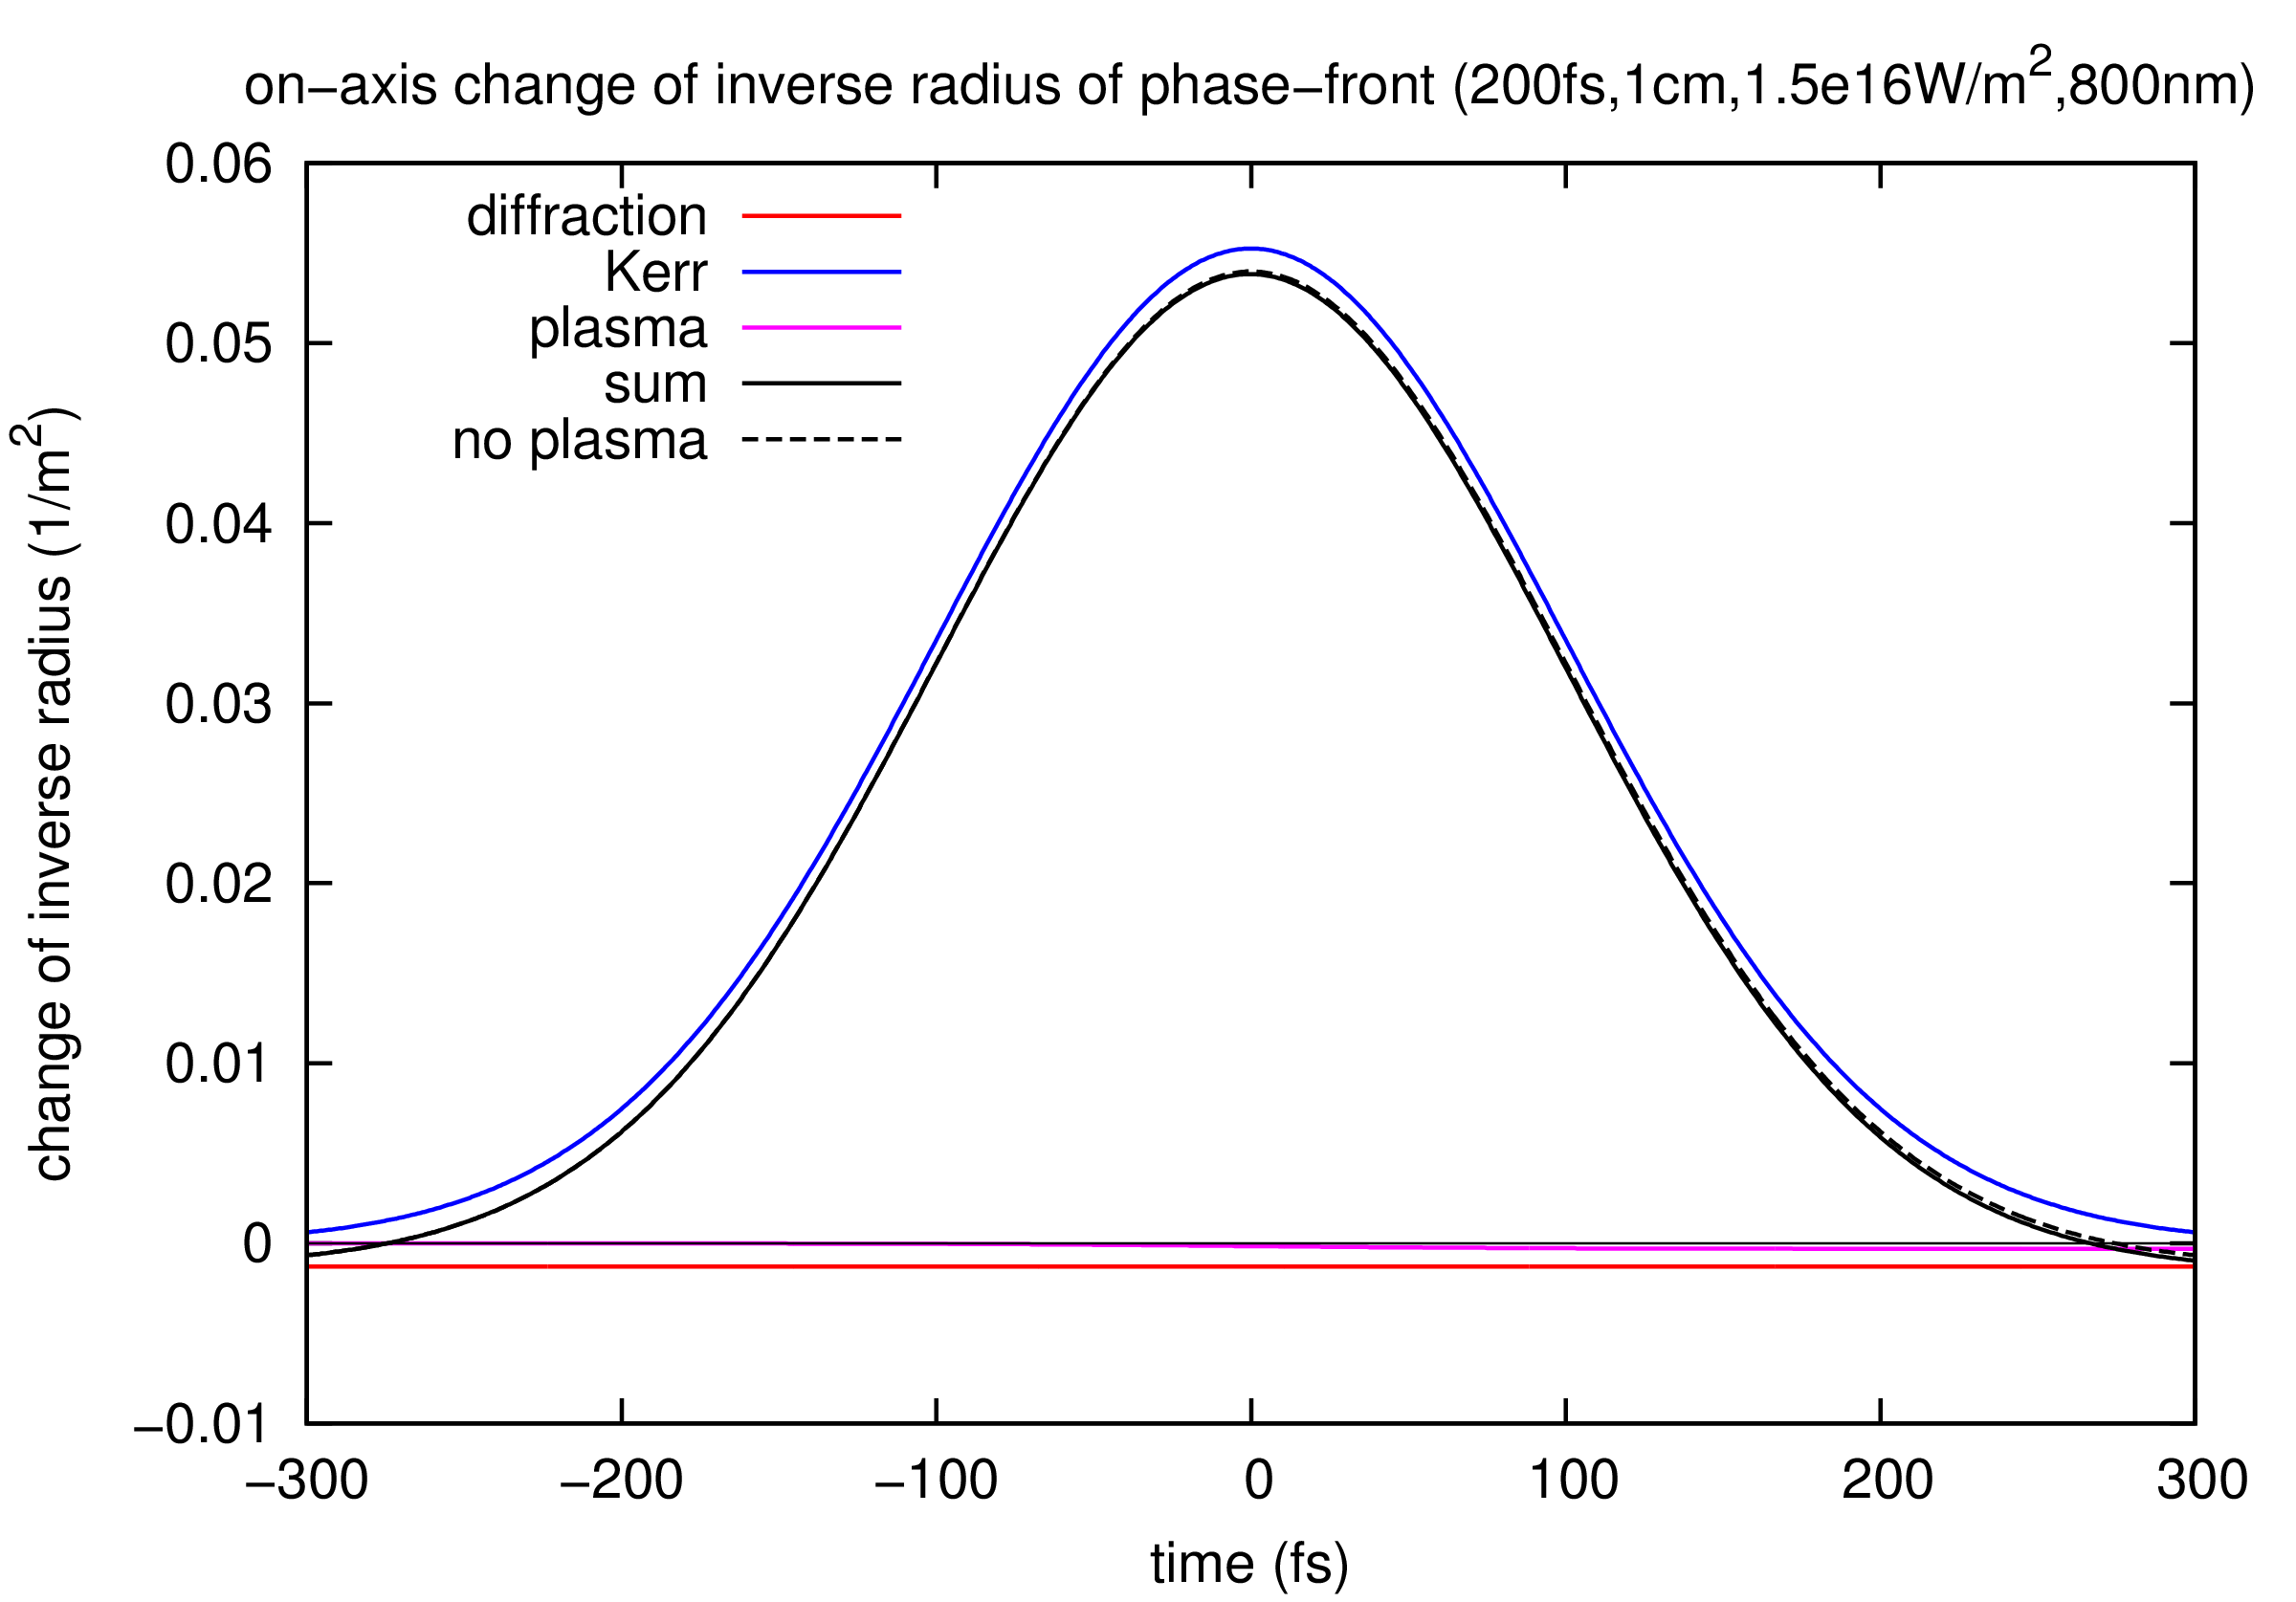 on−axis change of inverse radius of phase−front (200fs,1cm,1.5e16W/m²,800nm)
0.06
0.05
0.04
0.03
0.02
0.01
0
−0.01
change of inverse radius (1/m²)
diffraction
Kerr
plasma
sum
no plasma
−300
−200
−100
0
100
200
300
time (fs)